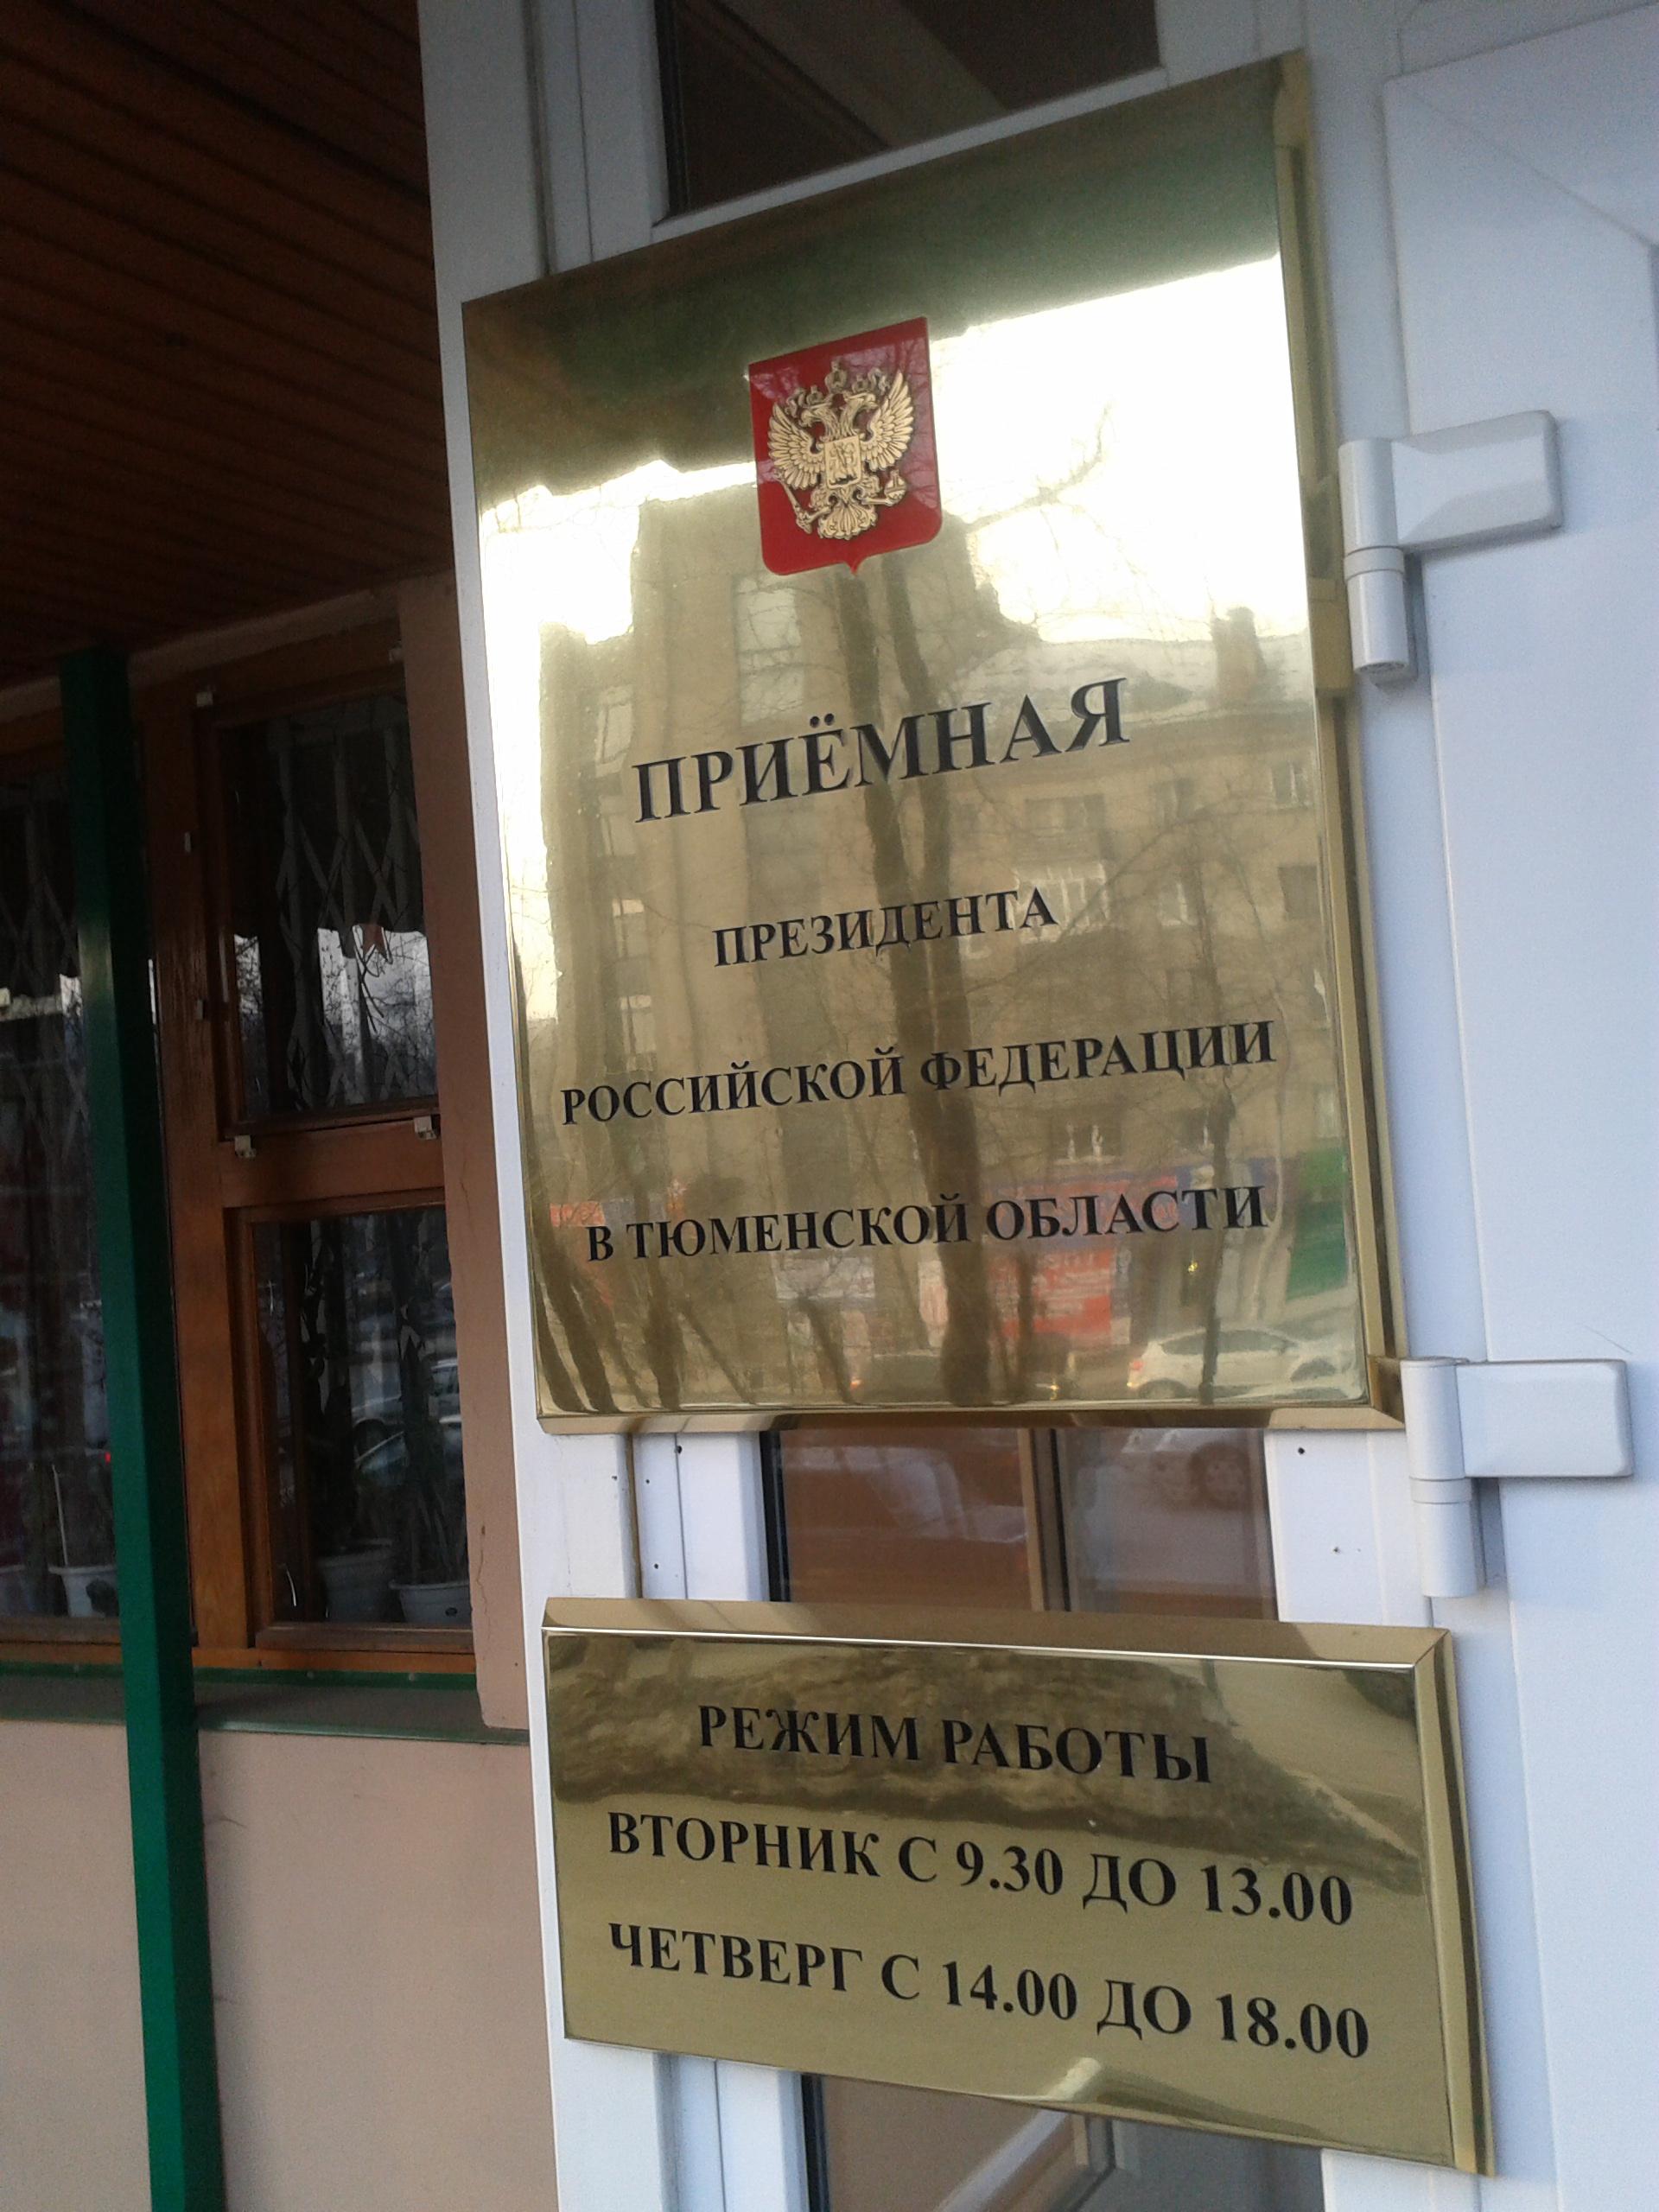 ПРИЁМНАЯ
ПРЕЗИДЕНТА
РОССИЙСКОЙ ФЕДЕРАЦИИ
В ТЮМЕНСКОЙ ОБЛАСТИ
РЕЖИМ РАБОТЫ
ВТОРНИК С 9.30 ДО 13.00
ЧЕТВЕРГ С 14.00 ДО 18.00